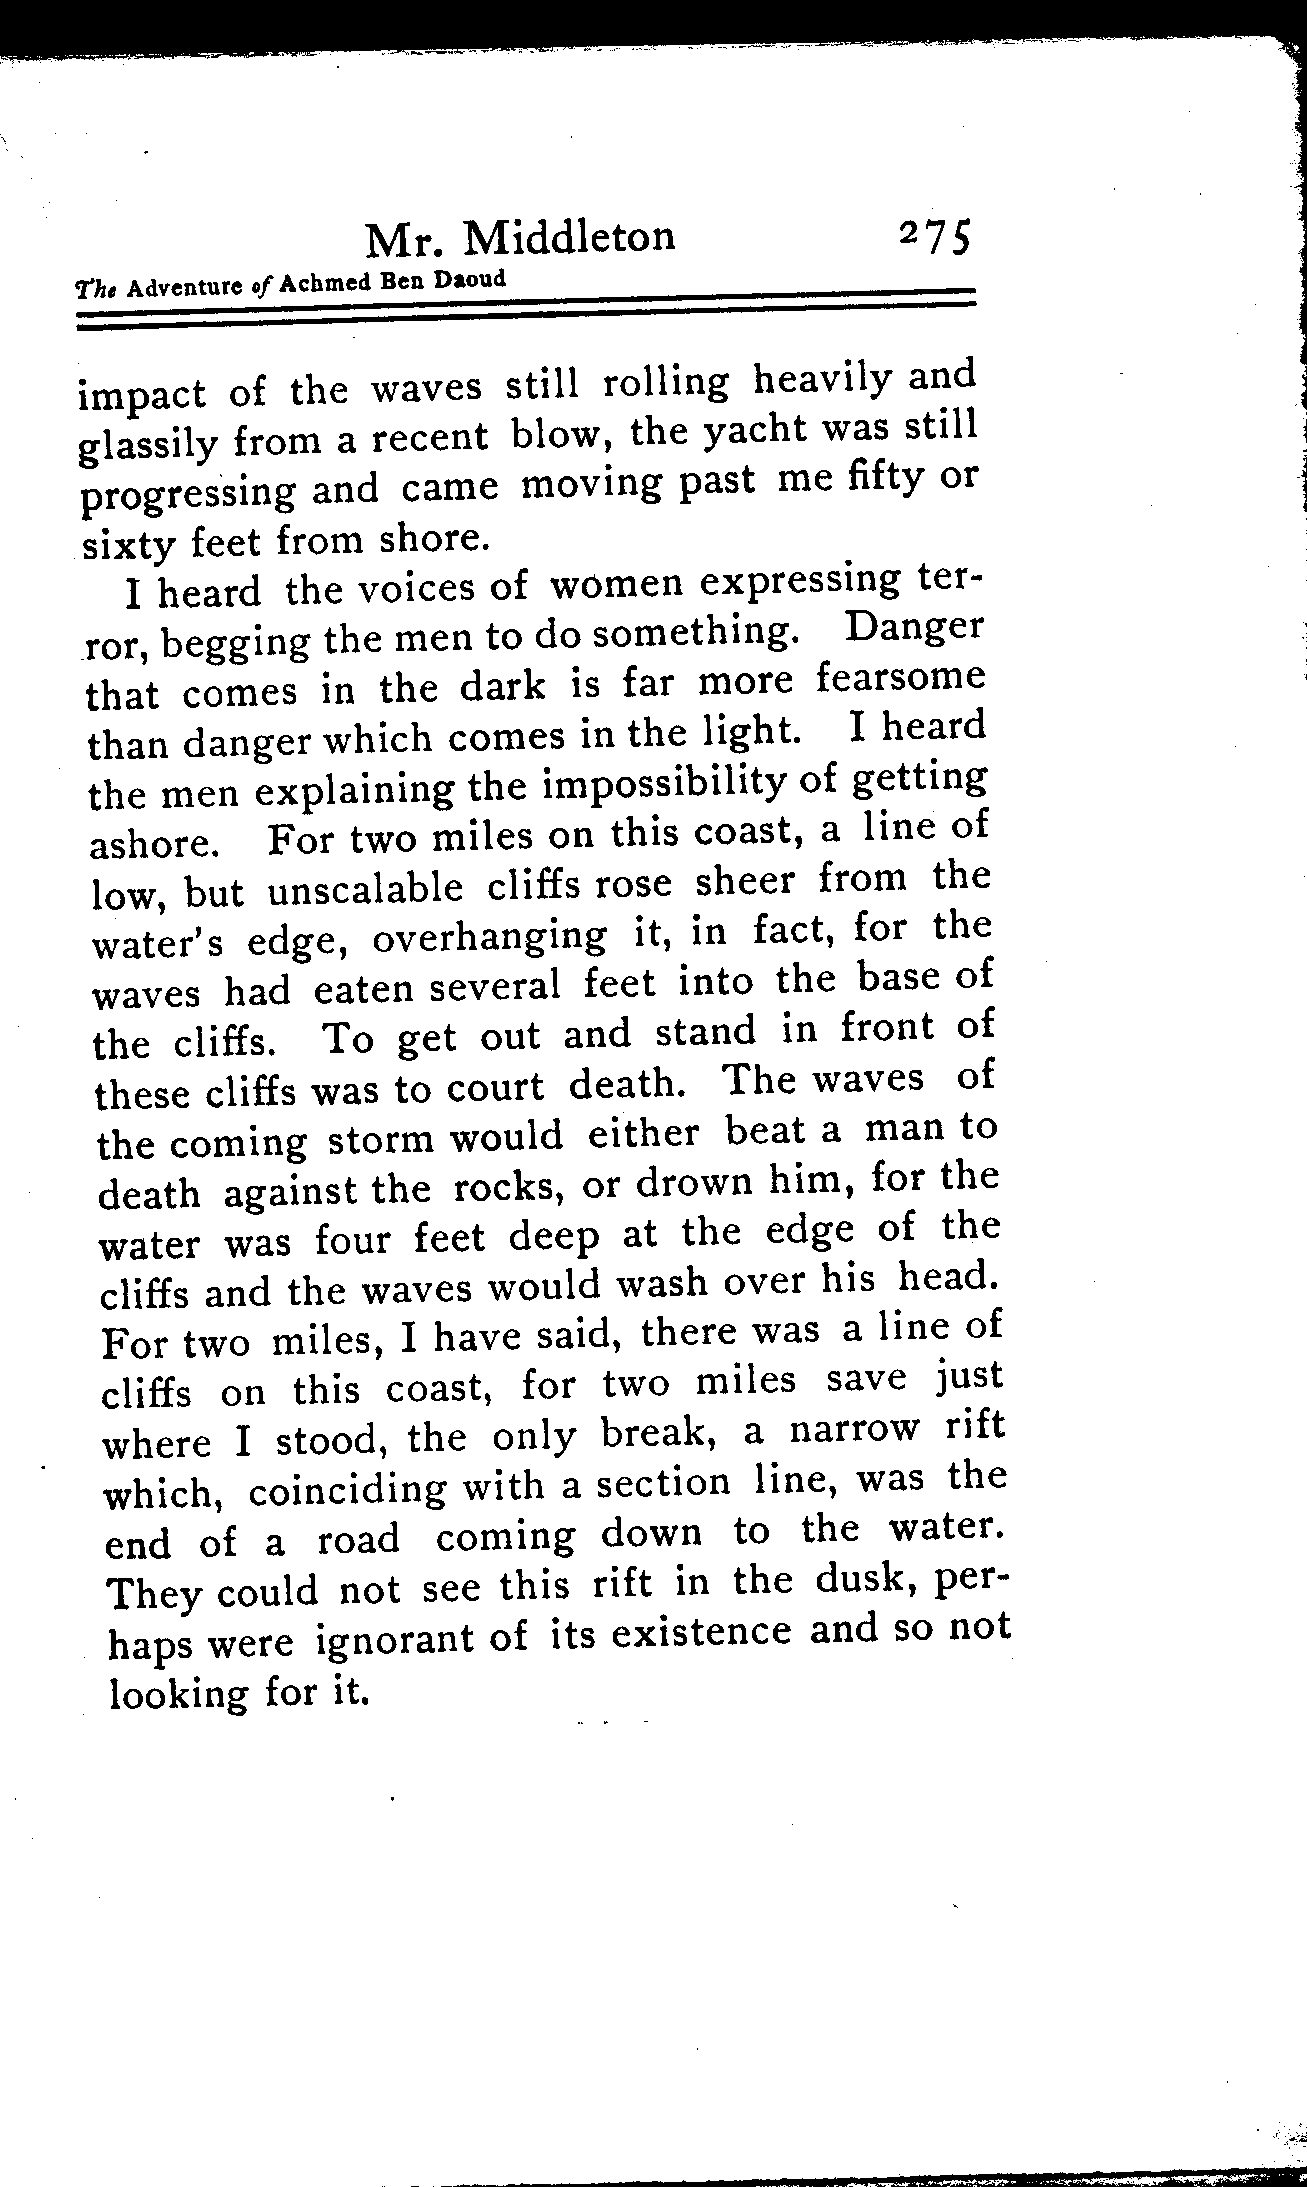 Mr. Middleton 275
The Adventure of Achmed Ben Daoud
impact of the waves still rolling heavily and
glassily from a recent blow, the yacht was still
progressing and came moving past me fifty or
sixty feet from shore.
I heard the voices of women expressing ter-
ror, begging the men to do something. Danger
that comes in the dark is far more fearsome
than danger which comes in the light. I heard
the men explaining the impossibility of getting
ashore. For two miles on this coast, a line of
low, but unscalable cliffs rose sheer from the
water's edge, overhanging it, in fact, for the
waves had eaten several feet into the base of
the cliffs. To get out and stand in front of
these cliffs was to court death. The waves of
the coming storm would either beat a man to
death against the rocks, or drown him, for the
water was four feet deep at the edge of the
cliffs and the waves would wash over his head.
For two miles, I have said, there was a line of
cliffs on this coast, for two miles save just
where I stood, the only break, a narrow rift
which, coinciding with a section line, was the
end of a road coming down to the water.
They could not see this rift in the dusk, per-
haps were ignorant of its existence and so not
looking for it.